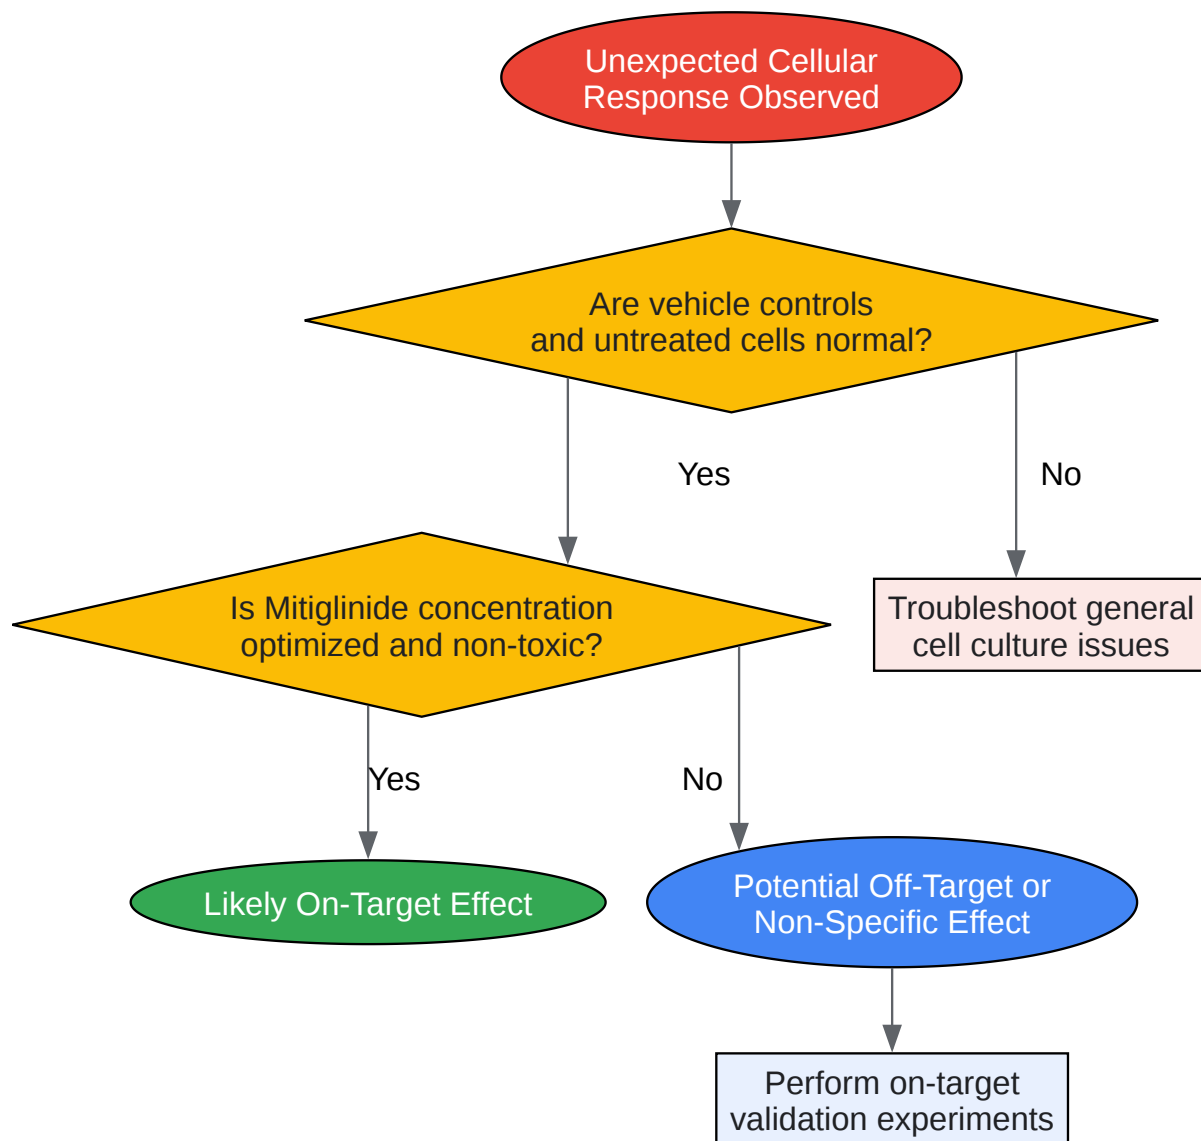 Unexpected Cellular
Response Observed
Are vehicle controls
and untreated cells normal?
Yes
No
Is Mitiglinide concentration
optimized and non-toxic?
Troubleshoot general
cell culture issues
Yes
No
Likely On-Target Effect
Potential Off-Target or
Non-Specific Effect
Perform on-target
validation experiments